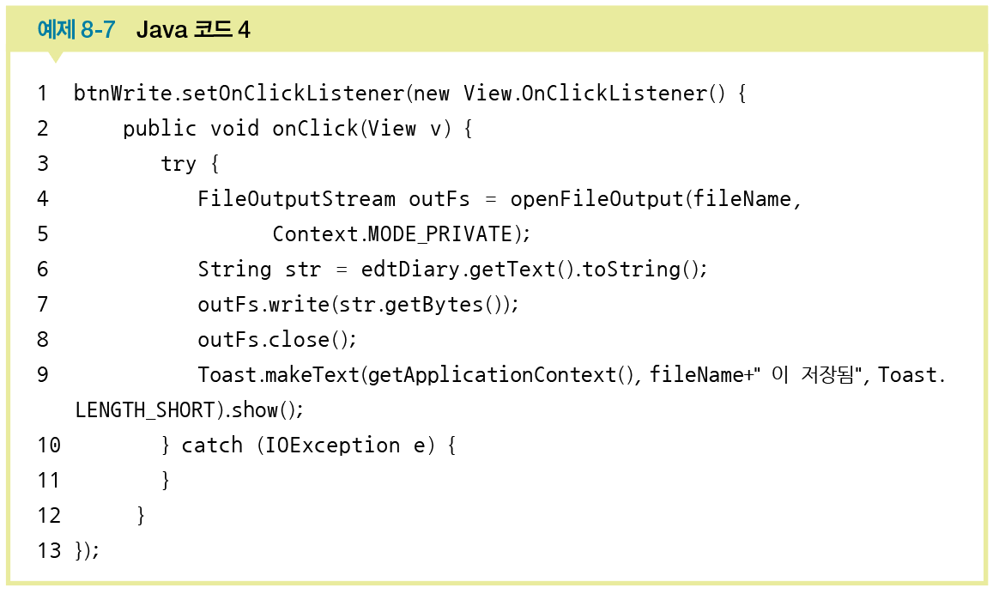 예제 8-7 Java 코드 4
1 btnWrite.setOnClickListener(new View.OnClickListener() {
2 public void onClick(View v) {
3 try {
4 FileOutputStream outFs = openFileOutput(fileName,
5 Context.MODE_PRIVATE);
6 String str = edtDiary.getText().toString();
7 outFs.write(str.getBytes());
8 outFs.close();
9 Toast.makeText(getApplicationContext(), fileName+" 이 저장됨", Toast.
LENGTH_SHORT).show();
10 } catch (IOException e) {
11 }
12 }
13 });